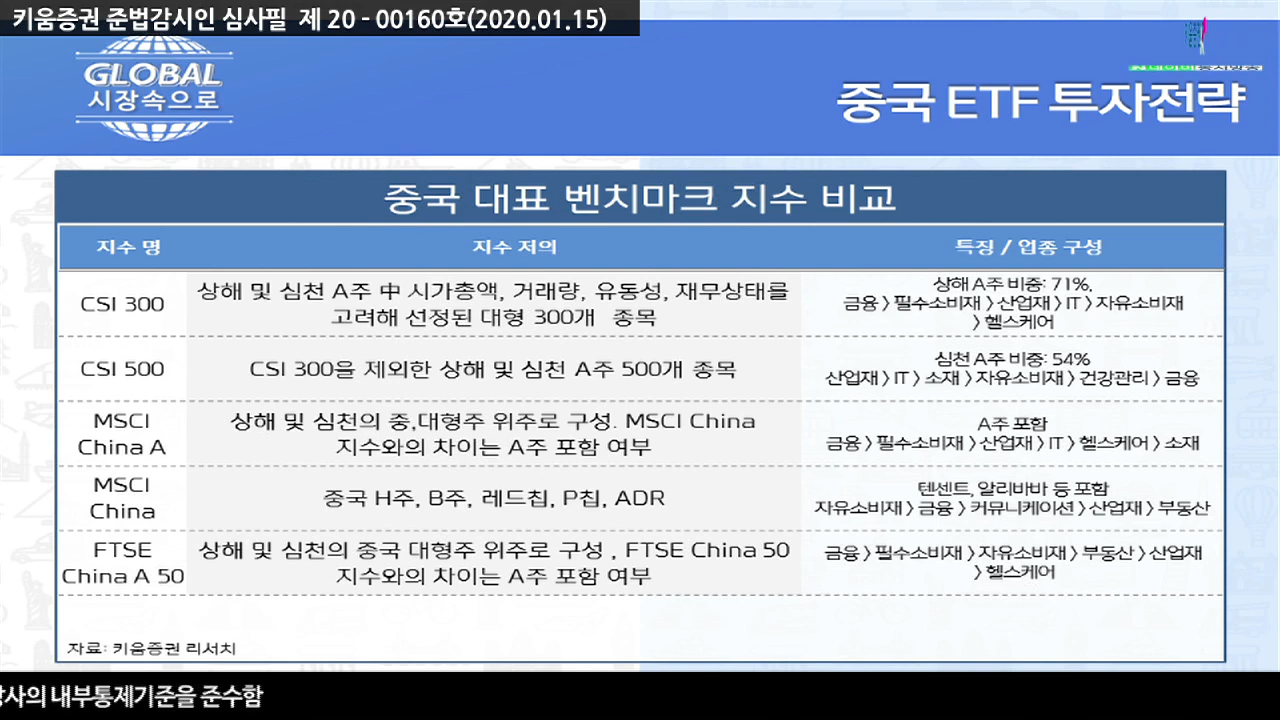 키움증권 준법감시인 심사필 제 20 - 00160호(2020.01.15)
GLOBAL
시장속으로
중국 ETF 투자전략
중국 대표 벤치마크 지수 비교
지수 명
지수 저의
특징 / 업종 구성
CSI 300
상해 및 심천 A주 中 시가총액, 거래량, 유동성, 재무상태를
고려해 선정된 대형 300개 종목
상해 A주 비중: 71%,
금융 > 필수소비재 > 산업재 > IT > 자유소비재
> 헬스케어
CSI 500
CSI 300을 제외한 상해 및 심천 A주 500개 종목
심천 A주 비중: 54%
산업재 > IT > 소재 > 자유소비재 > 건강관리 > 금융
MSCI
China A
상해 및 심천의 중,대형주 위주로 구성. MSCI China
지수와의 차이는 A주 포함 여부
A주 포함
금융 > 필수소비재 > 산업재 > IT > 헬스케어 > 소재
MSCI
China
중국 H주, B주, 레드칩, P칩, ADR
텐센트, 알리바바 등 포함
자유소비재 > 금융 > 커뮤니케이션 > 산업재 > 부동산
FTSE
China A 50
상해 및 심천의 중국 대형주 위주로 구성 , FTSE China 50
지수와의 차이는 A주 포함 여부
금융 > 필수소비재 > 자유소비재 > 부동산 > 산업재
> 헬스케어
자료: 키움증권 리서치
사의 내부통제기준을 준수함